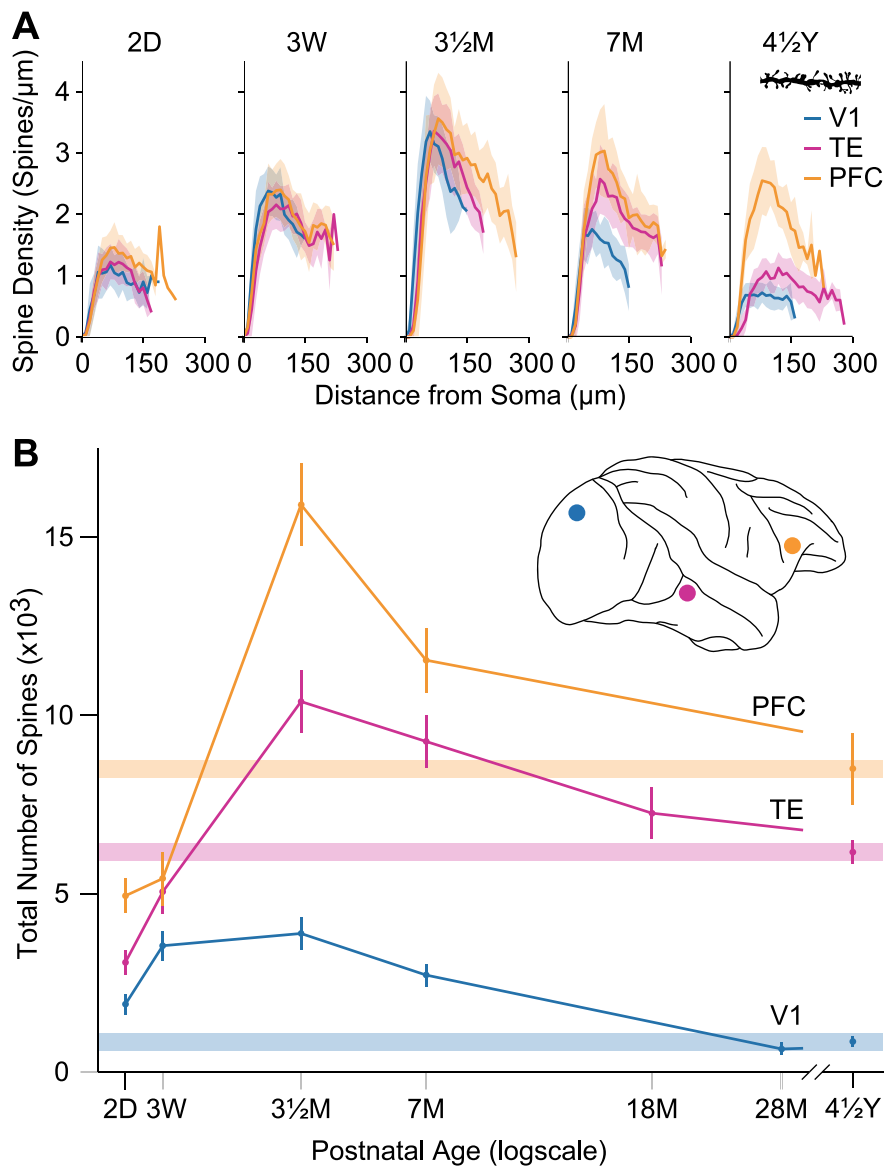 A
2D 3W 3½M 7M 4½Y
Spine Density (Spines/µm)
4
3
2
1
0
V1
TE
PFC
0 150 300 0 150 300 0 150 300 0 150 300 0 150 300
Distance from Soma (µm)
B
Total Number of Spines (x10³)
15
10
5
0
PFC
TE
V1
2D 3W 3½M 7M 18M 28M 4½Y
Postnatal Age (logscale)